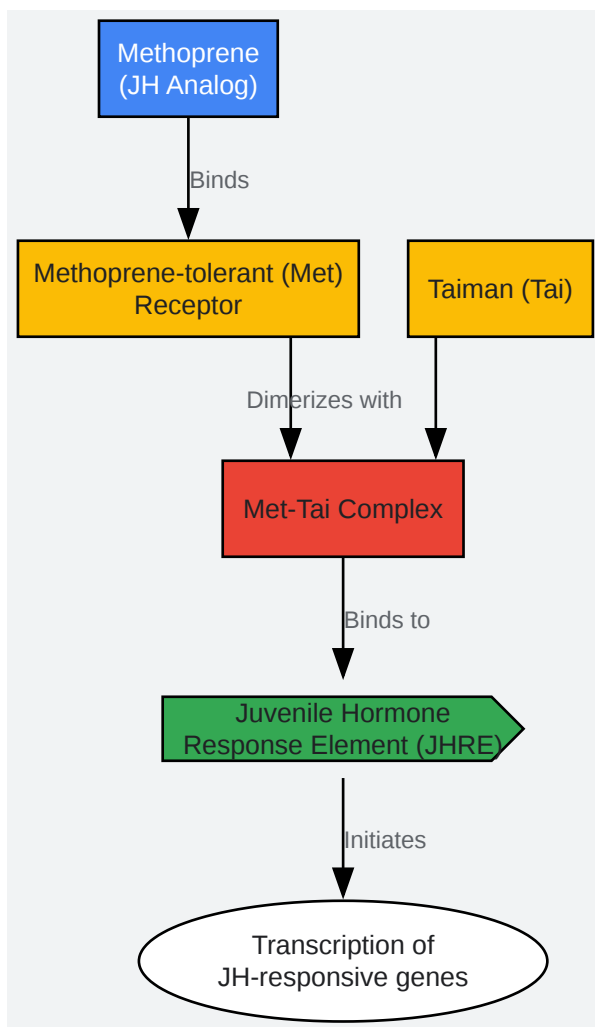 Methoprene
(JH Analog)
Binds
Methoprene-tolerant (Met)
Receptor
Taiman (Tai)
Dimerizes with
Met-Tai Complex
Binds to
Juvenile Hormone
Response Element (JHRE)
Initiates
Transcription of
JH-responsive genes